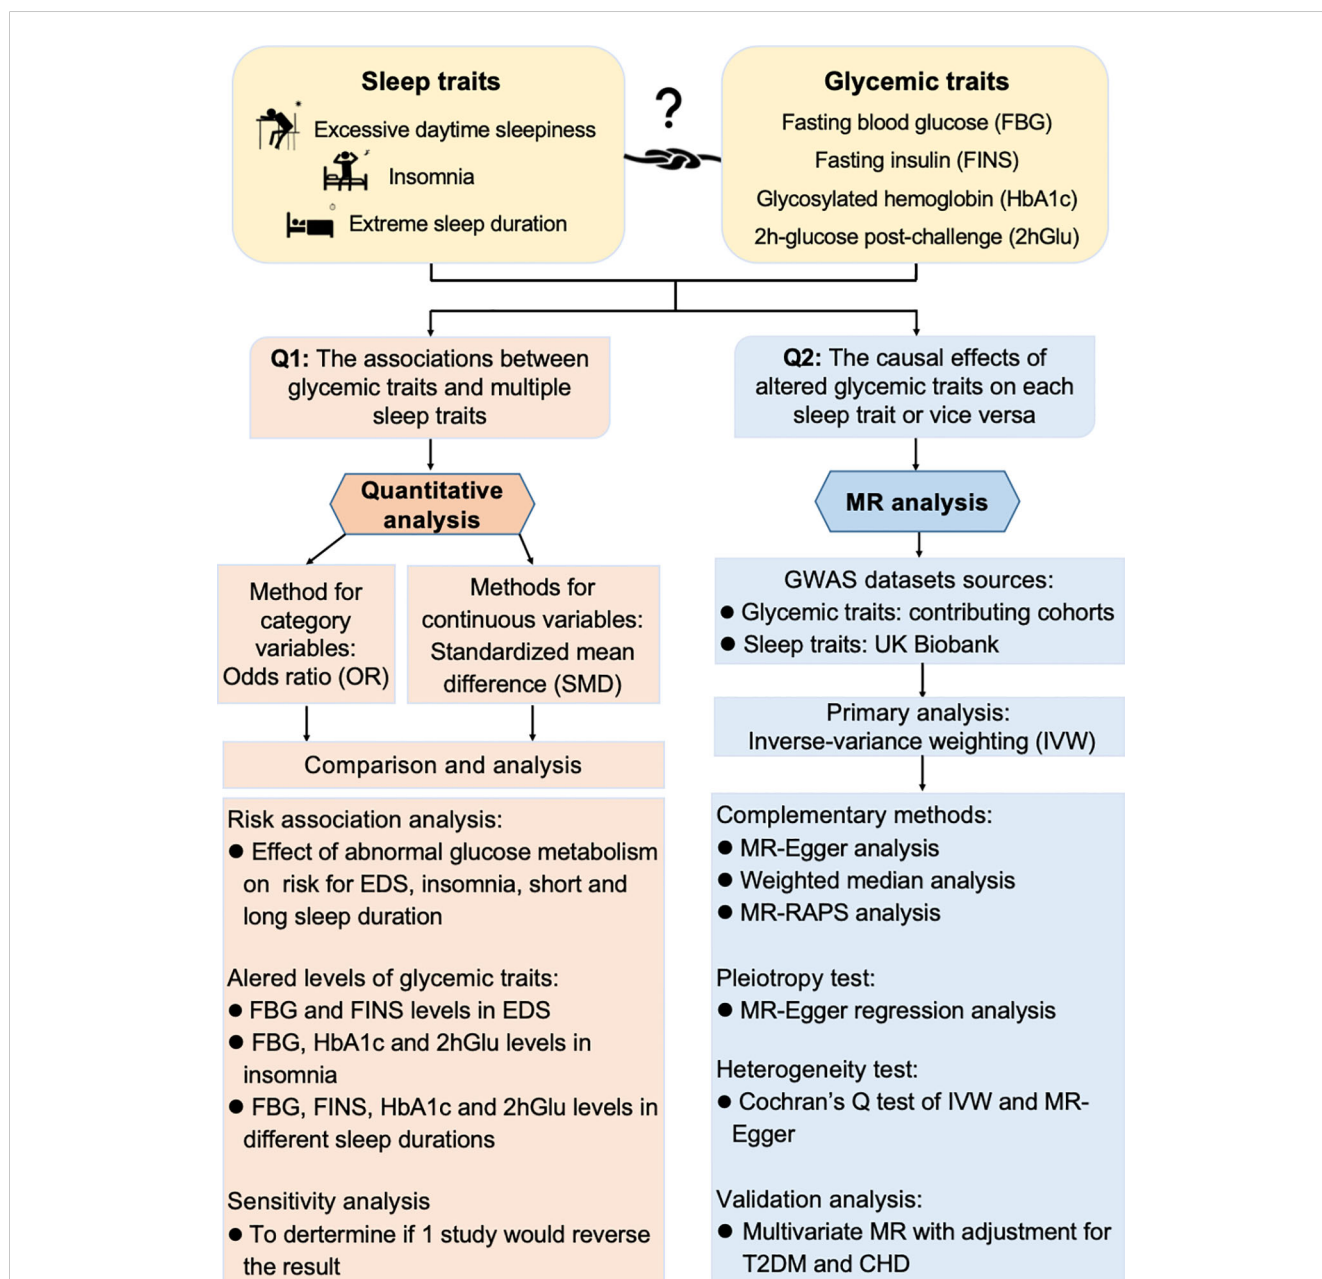 Sleep traits
Excessive daytime sleepiness
Insomnia
Extreme sleep duration
?
Glycemic traits
Fasting blood glucose (FBG)
Fasting insulin (FINS)
Glycosylated hemoglobin (HbA1c)
2h-glucose post-challenge (2hGlu)
Q1: The associations between
glycemic traits and multiple
sleep traits
Q2: The causal effects of
altered glycemic traits on each
sleep trait or vice versa
Quantitative
analysis
Method for
category
variables:
Odds ratio (OR)
Methods for
continuous variables:
Standardized mean
difference (SMD)
Comparison and analysis
Risk association analysis:
● Effect of abnormal glucose metabolism
on risk for EDS, insomnia, short and
long sleep duration
Alered levels of glycemic traits:
● FBG and FINS levels in EDS
● FBG, HbA1c and 2hGlu levels in
insomnia
● FBG, FINS, HbA1c and 2hGlu levels in
different sleep durations
Sensitivity analysis
● To dertermine if 1 study would reverse
the result
MR analysis
GWAS datasets sources:
● Glycemic traits: contributing cohorts
● Sleep traits: UK Biobank
Primary analysis:
Inverse-variance weighting (IVW)
Complementary methods:
● MR-Egger analysis
● Weighted median analysis
● MR-RAPS analysis
Pleiotropy test:
● MR-Egger regression analysis
Heterogeneity test:
● Cochran’s Q test of IVW and MR-
Egger
Validation analysis:
● Multivariate MR with adjustment for
T2DM and CHD